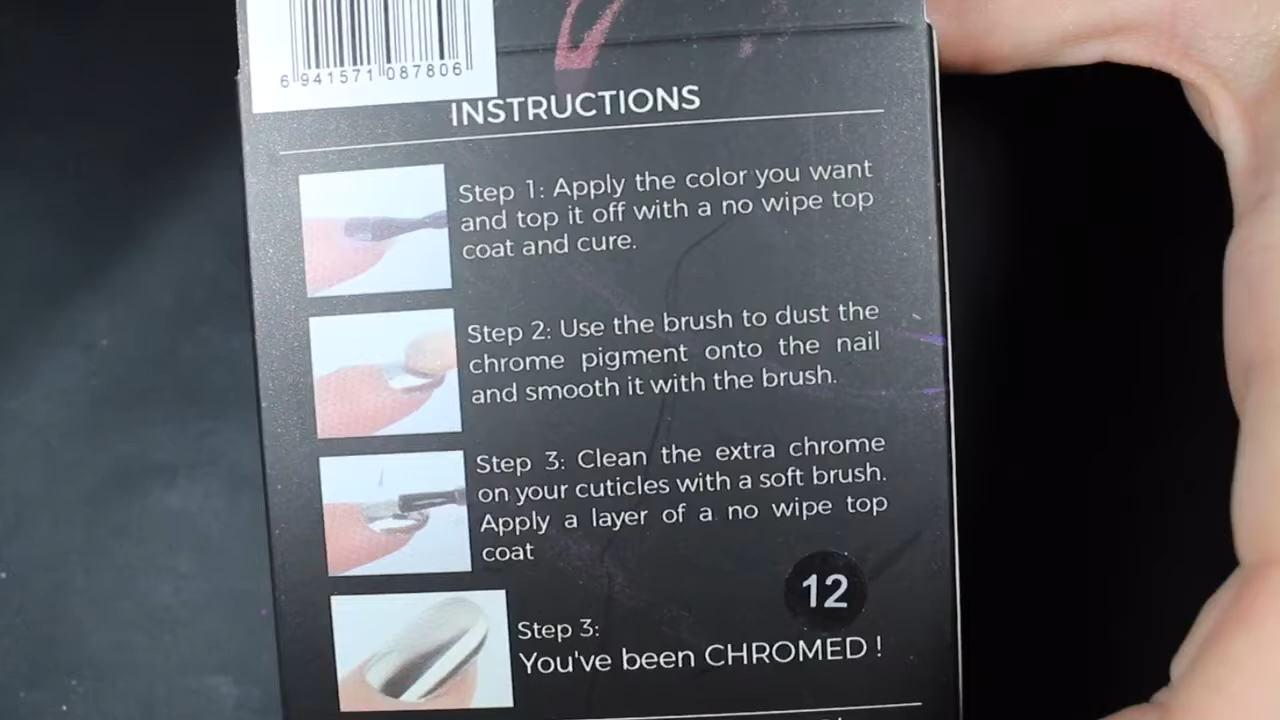 6 941571 087806
INSTRUCTIONS
Step 1: Apply the color you want
and top it off with a no wipe top
coat and cure.
Step 2: Use the brush to dust the
chrome pigment onto the nail
and smooth it with the brush.
Step 3: Clean the extra chrome
on your cuticles with a soft brush.
Apply a layer of a no wipe top
coat
12
Step 3:
You've been CHROMED !